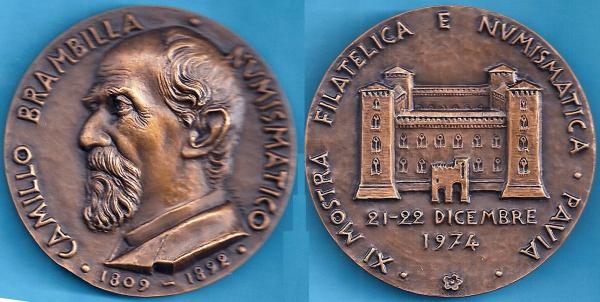 CAMILLO BRAMBILLA · NUMISMATICO ·
· 1809 – 1892 ·
XI MOSTRA FILATELICA E NUMISMATICA · PAVIA ·
21-22 DICEMBRE
1974